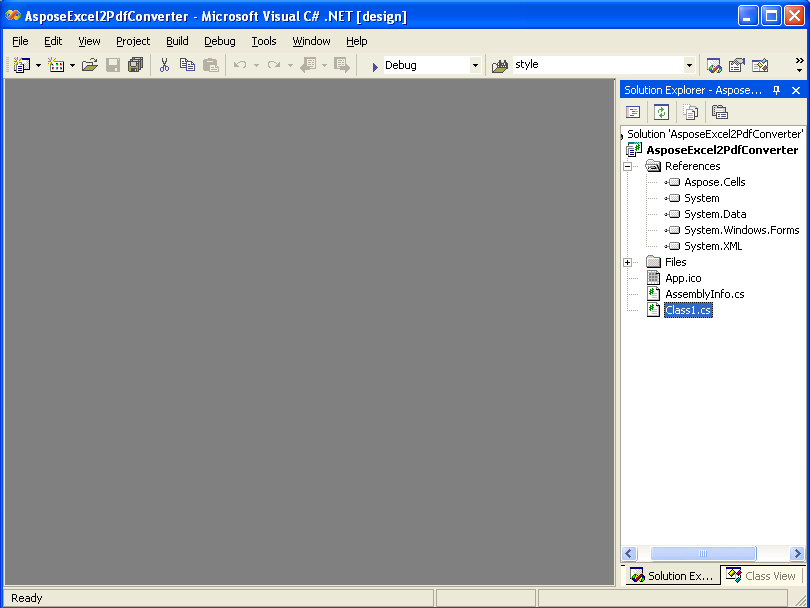 AsposeExcel2PdfConverter - Microsoft Visual C# .NET [design]
File Edit View Project Build Debug Tools Window Help
Debug style
Solution Explorer - Aspose...
Solution 'AsposeExcel2PdfConverter'
AsposeExcel2PdfConverter
References
Aspose.Cells
System
System.Data
System.Windows.Forms
System.XML
Files
App.ico
AssemblyInfo.cs
Class1.cs
Solution Ex... Class View
Ready